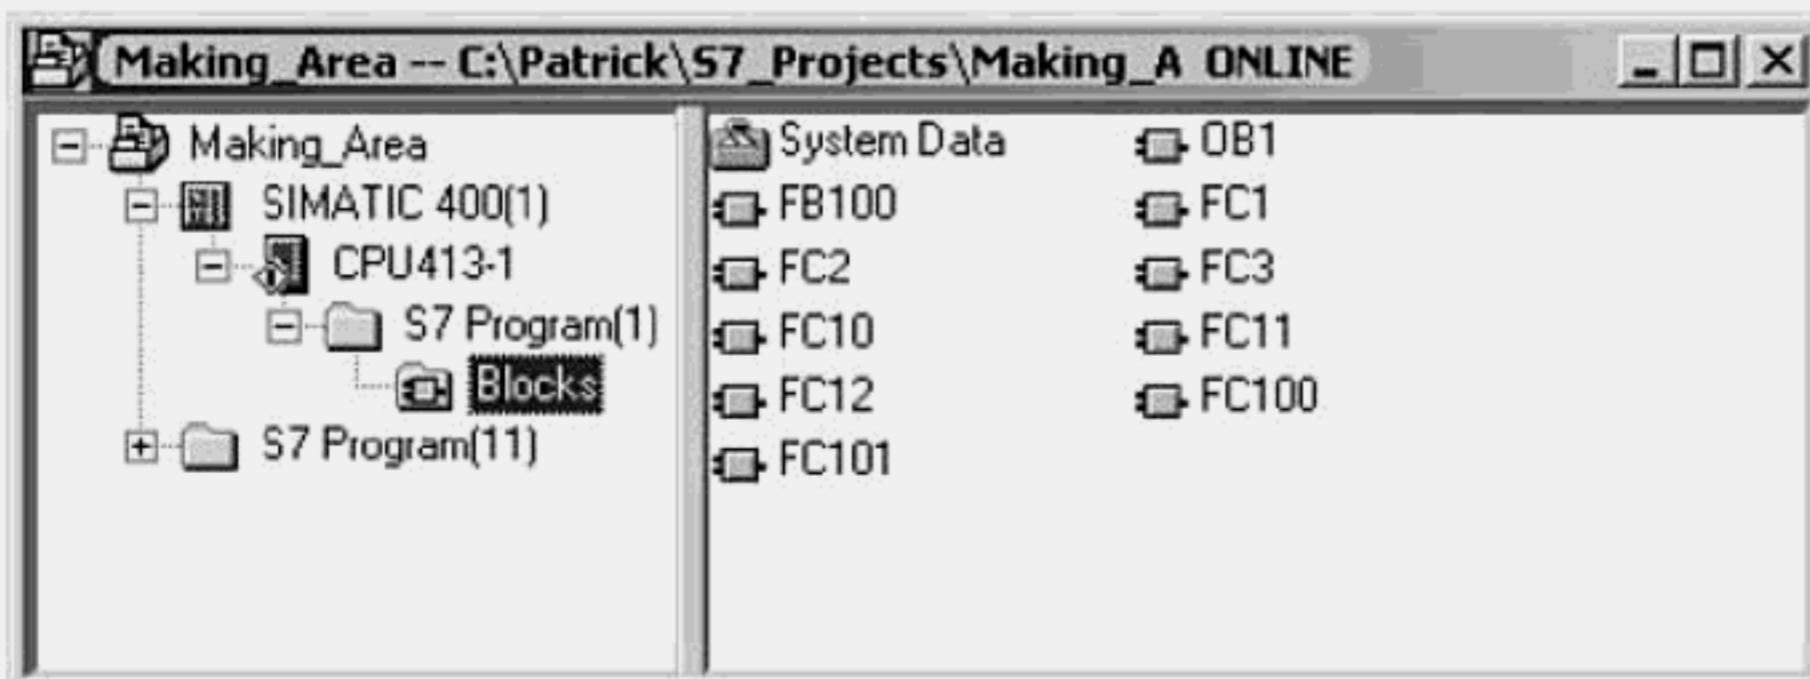 Making_Area -- C:\Patrick\S7_Projects\Making_A ONLINE
Making_Area
SIMATIC 400(1)
CPU413-1
S7 Program(1)
Blocks
S7 Program(11)
System Data OB1
FB100 FC1
FC2 FC3
FC10 FC11
FC12 FC100
FC101